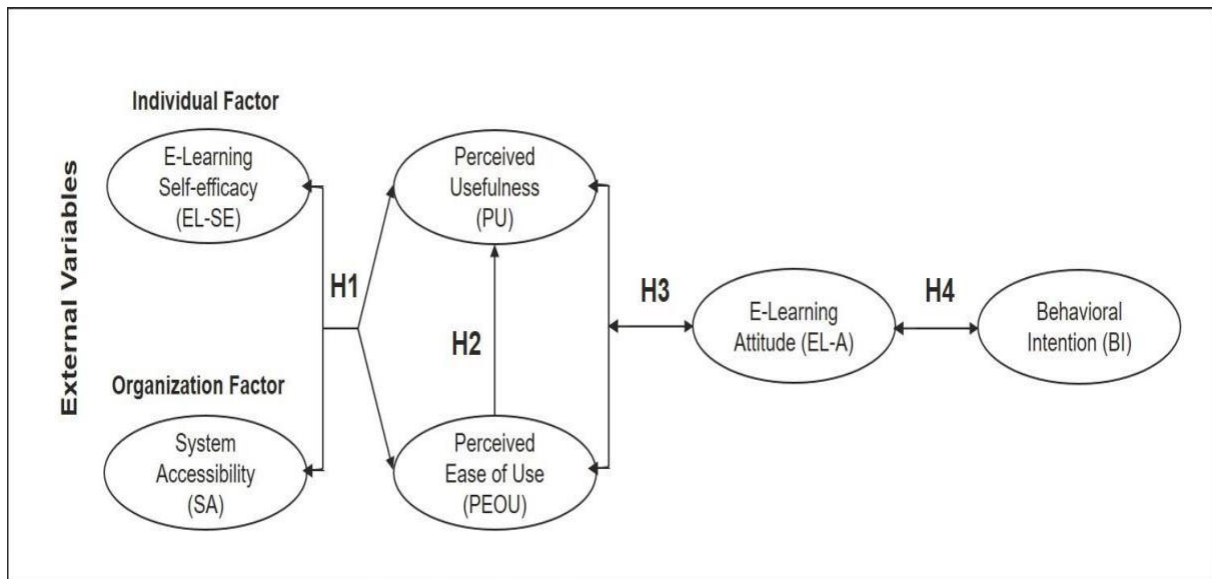 External Variables
Individual Factor
E-Learning
Self-efficacy
(EL-SE)
Organization Factor
System
Accessibility
(SA)
H1
Perceived
Usefulness
(PU)
H2
Perceived
Ease of Use
(PEOU)
H3
E-Learning
Attitude (EL-A)
H4
Behavioral
Intention (BI)